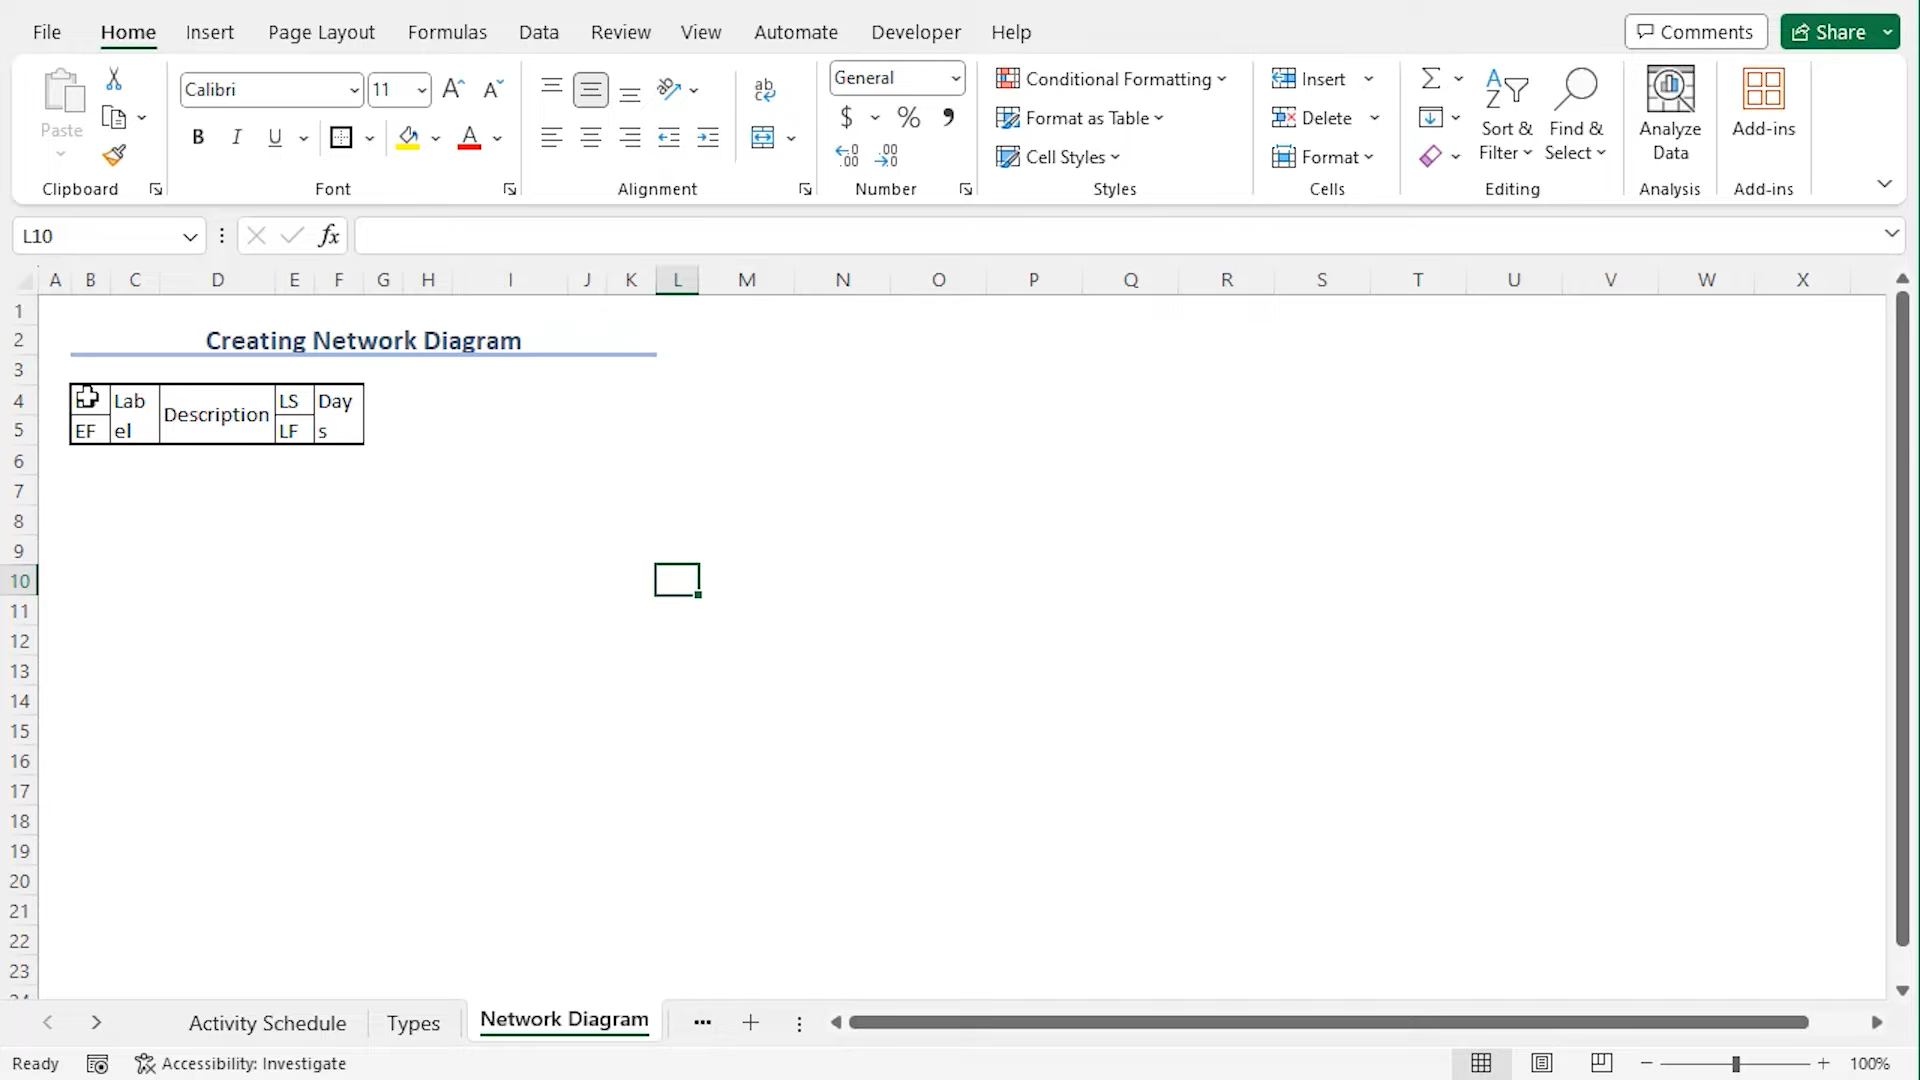 File Home Insert Page Layout Formulas Data Review View Automate Developer Help Comments Share
Paste
Clipboard
Calibri 11
B I U A
Font
ab
Alignment
General
$ % 9
Number
Conditional Formatting
Format as Table
Cell Styles
Styles
Insert
Delete
Format
Cells
Sort & Filter
Find & Select
Editing
Analyze Data
Analysis
Add-ins
Add-ins
L10 fx
A B C D E F G H I J K L M N O P Q R S T U V W X
1
2 Creating Network Diagram
3
4 Lab Description LS Day
5 EF el LF s
6
7
8
9
10
11
12
13
14
15
16
17
18
19
20
21
22
23
Activity Schedule Types Network Diagram ... +
Ready Accessibility: Investigate 100%